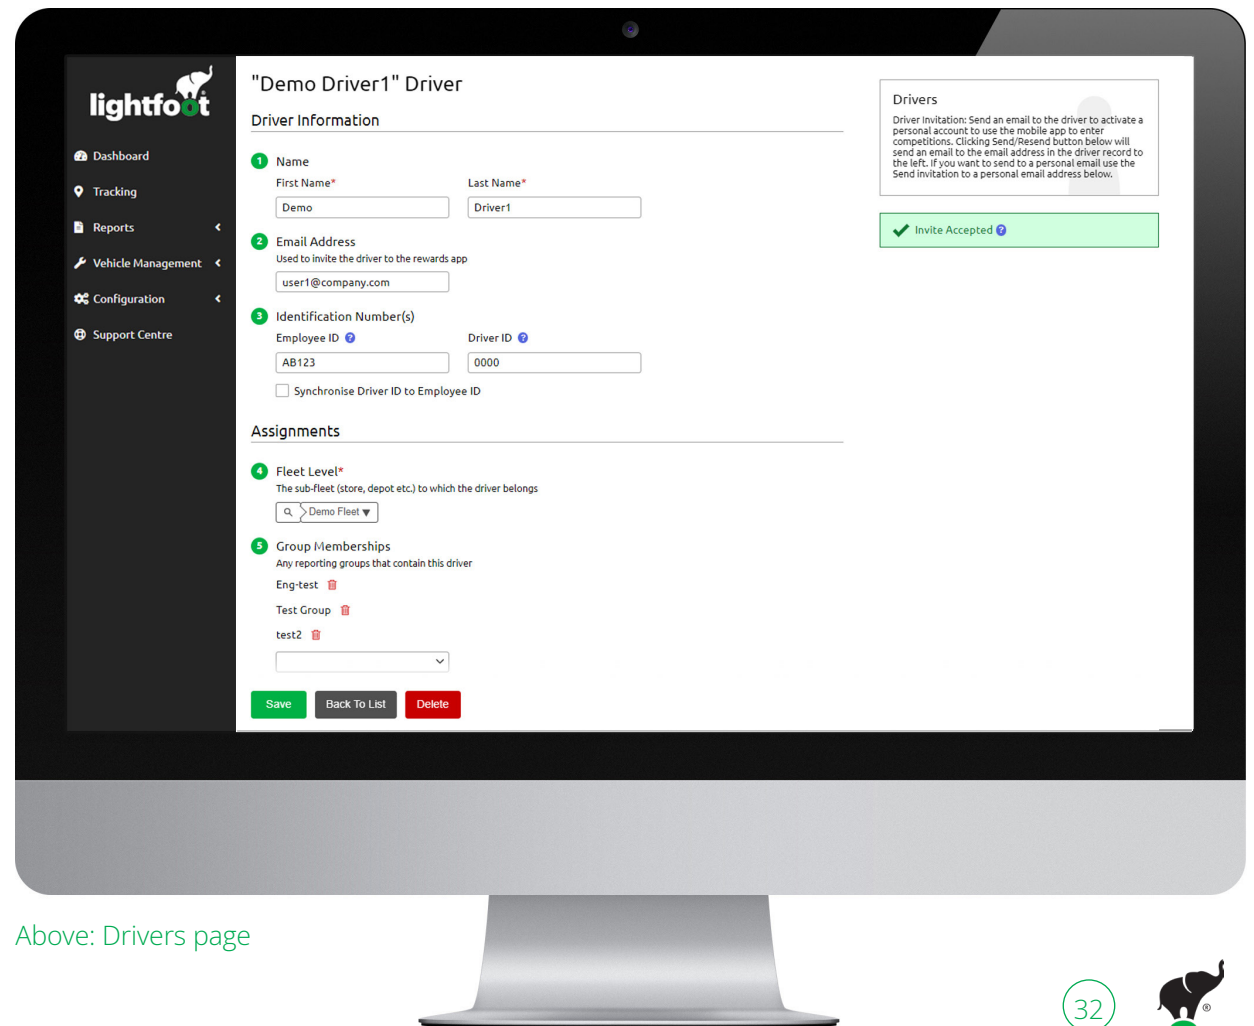 lightfoot
Dashboard
Tracking
Reports
Vehicle Management
Configuration
Support Centre
"Demo Driver1" Driver
Driver Information
1 Name
First Name* Last Name*
Demo Driver1
2 Email Address
Used to invite the driver to the rewards app
user1@company.com
3 Identification Number(s)
Employee ID ? Driver ID ?
AB123 0000
Synchronise Driver ID to Employee ID
Assignments
4 Fleet Level*
The sub-fleet (store, depot etc.) to which the driver belongs
Demo Fleet
5 Group Memberships
Any reporting groups that contain this driver
Eng-test
Test Group
test2
Save Back To List Delete
Drivers
Driver Invitation: Send an email to the driver to activate a
personal account to use the mobile app to enter
competitions. Clicking Send/Resend button below will
send an email to the email address in the driver record to
the left. If you want to send to a personal email use the
Send invitation to a personal email address below.
Invite Accepted ?
Above: Drivers page
32
®